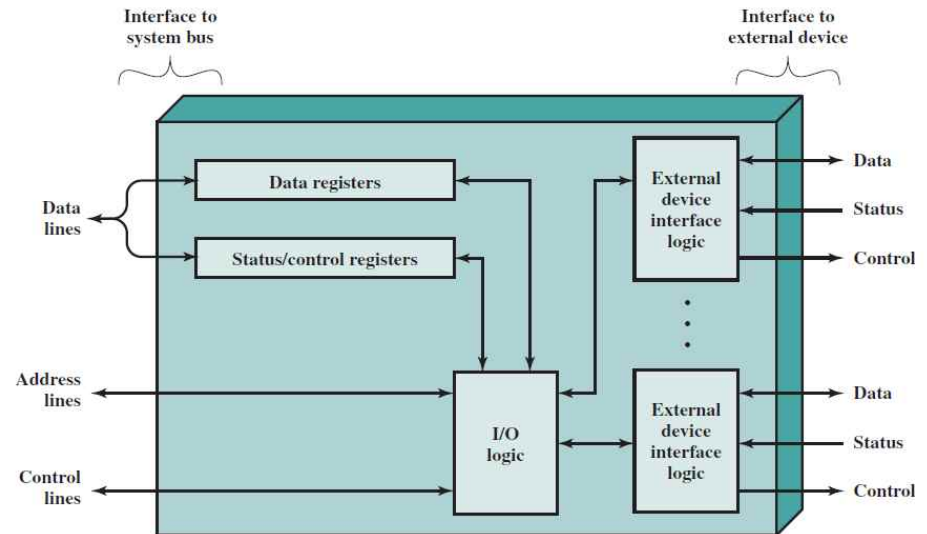 Interface to
system bus
Interface to
external device
Data
lines
Data registers
Status/control registers
External
device
interface
logic
Data
Status
Control
Address
lines
Control
lines
I/O
logic
External
device
interface
logic
Data
Status
Control